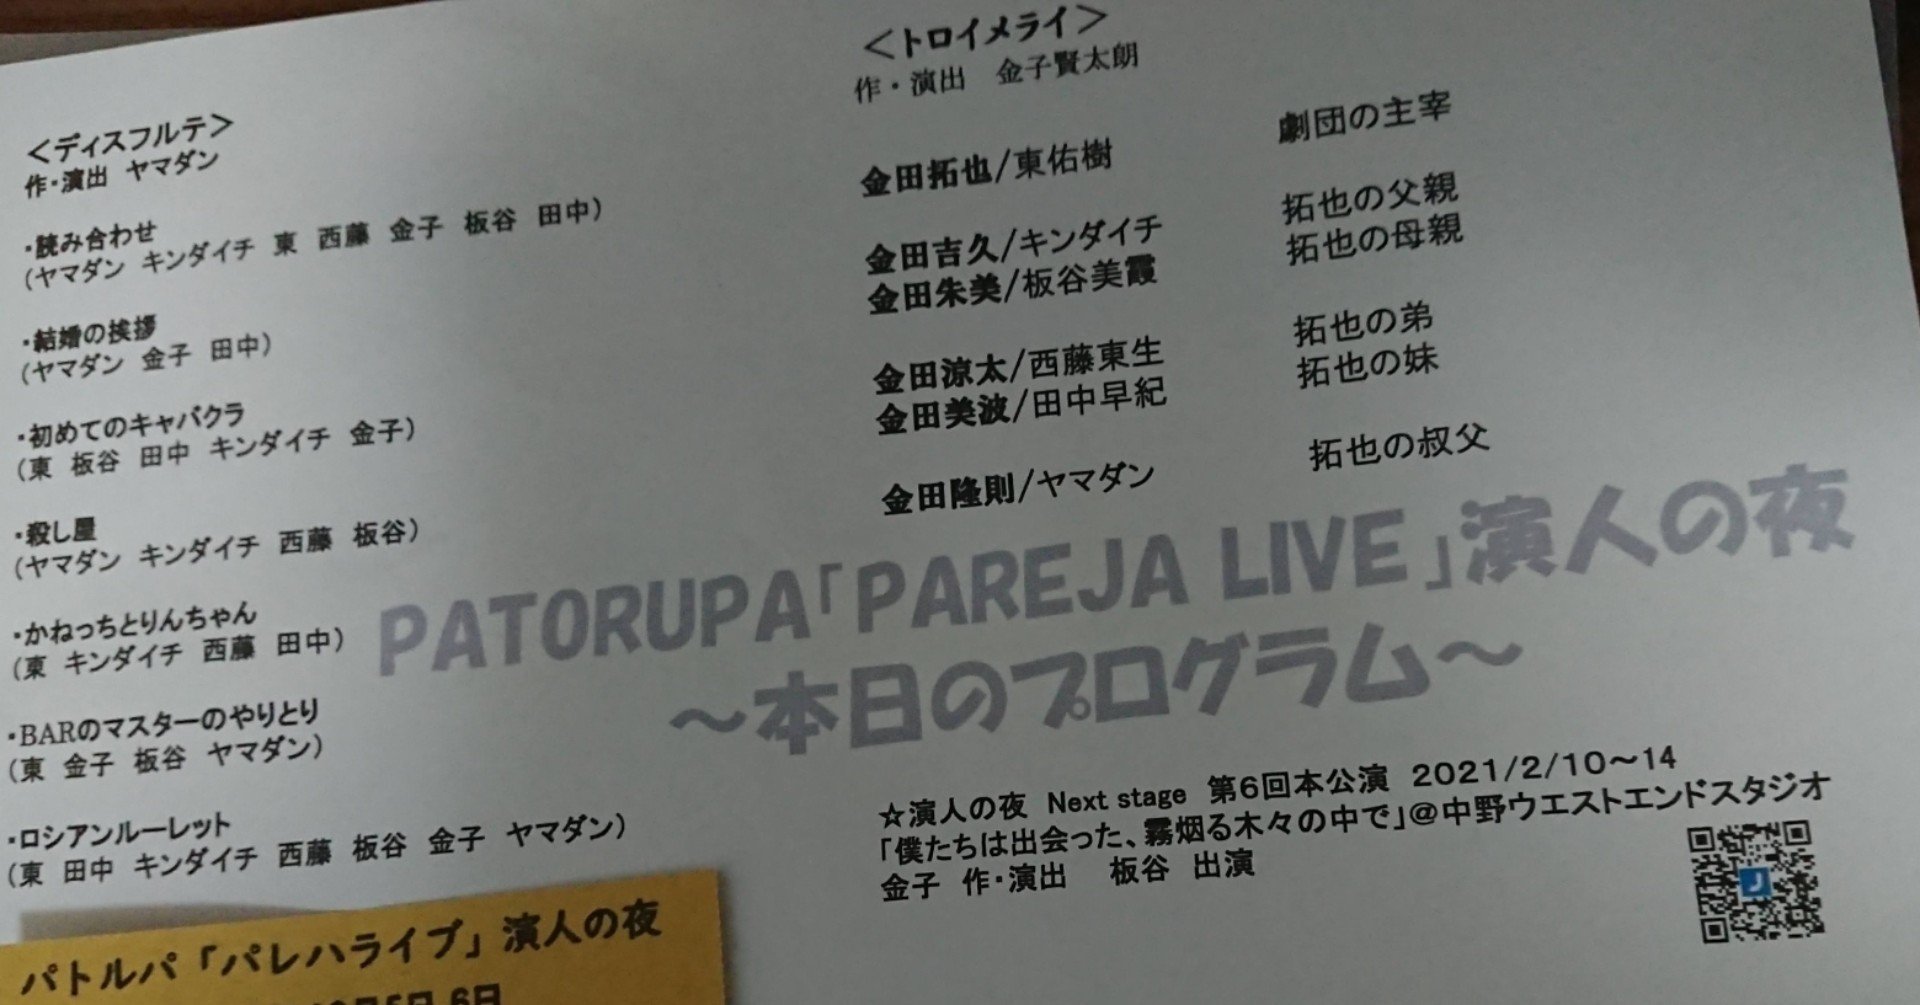 ＜ディスフルテ＞
作・演出　ヤマダン
・読み合わせ
（ヤマダン　キンダイチ　東　西藤　金子　板谷　田中）
・結婚の挨拶
（ヤマダン　金子　田中）
・初めてのキャバクラ
（東　板谷　田中　キンダイチ　金子）
・殺し屋
（ヤマダン　キンダイチ　西藤　板谷）
・かねっちとりんちゃん
（東　キンダイチ　西藤　田中）
・BARのマスターのやりとり
（東　金子　板谷　ヤマダン）
・ロシアンルーレット
（東　田中　キンダイチ　西藤　板谷　金子　ヤマダン）
＜トロイメライ＞
作・演出　金子賢太朗
金田拓也/東佑樹　劇団の主宰
金田吉久/キンダイチ　拓也の父親
金田朱美/板谷美霞　拓也の母親
金田涼太/西藤東生　拓也の弟
金田美波/田中早紀　拓也の妹
金田隆則/ヤマダン　拓也の叔父
PATORUPA「PAREJA LIVE」演人の夜
～本日のプログラム～
☆演人の夜　Next stage　第6回本公演　2021/2/10～14
「僕たちは出会った、霧烟る木々の中で」＠中野ウエストエンドスタジオ
金子　作・演出　板谷　出演
パトルパ「パレハライブ」演人の夜
月5日,6日